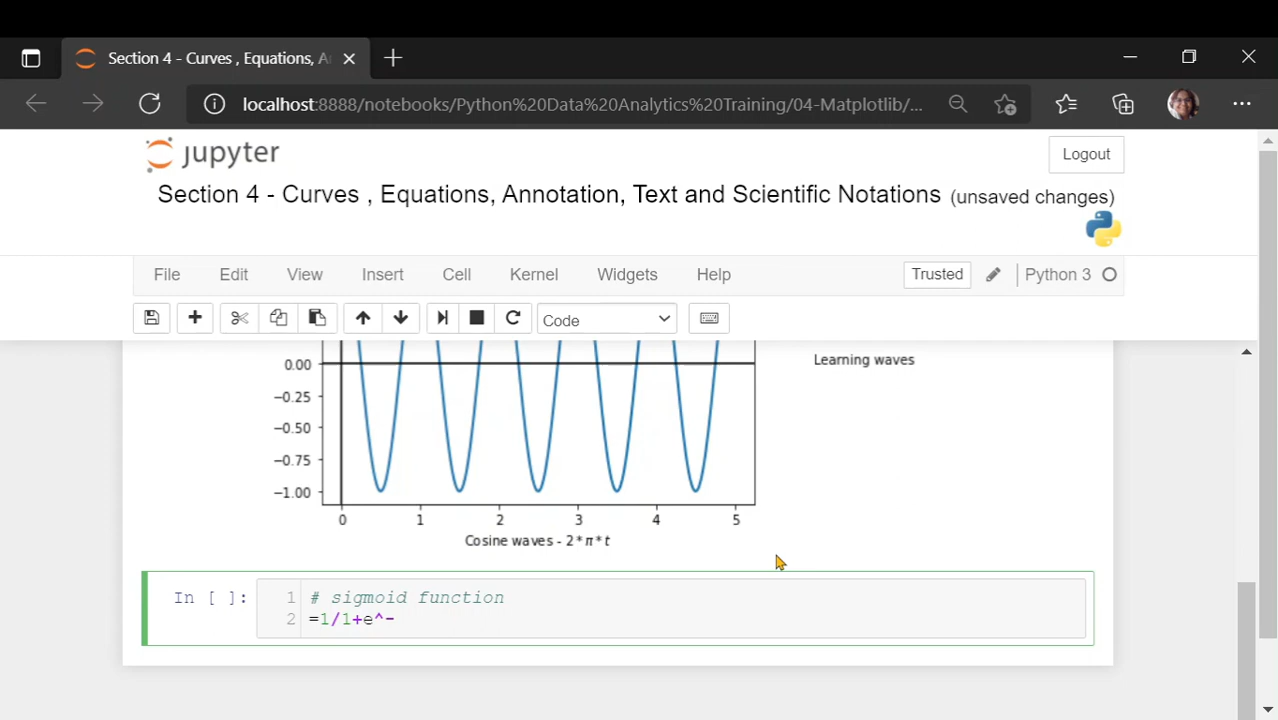 Section 4 - Curves , Equations, A
localhost:8888/notebooks/Python%20Data%20Analytics%20Training/04-Matplotlib/...
jupyter
Logout
Section 4 - Curves , Equations, Annotation, Text and Scientific Notations (unsaved changes)
File Edit View Insert Cell Kernel Widgets Help Trusted Python 3
Code
0.00
Learning waves
−0.25
−0.50
−0.75
−1.00
0 1 2 3 4 5
Cosine waves - 2*π*t
In [ ]: 1 # sigmoid function
2 =1/1+e^-